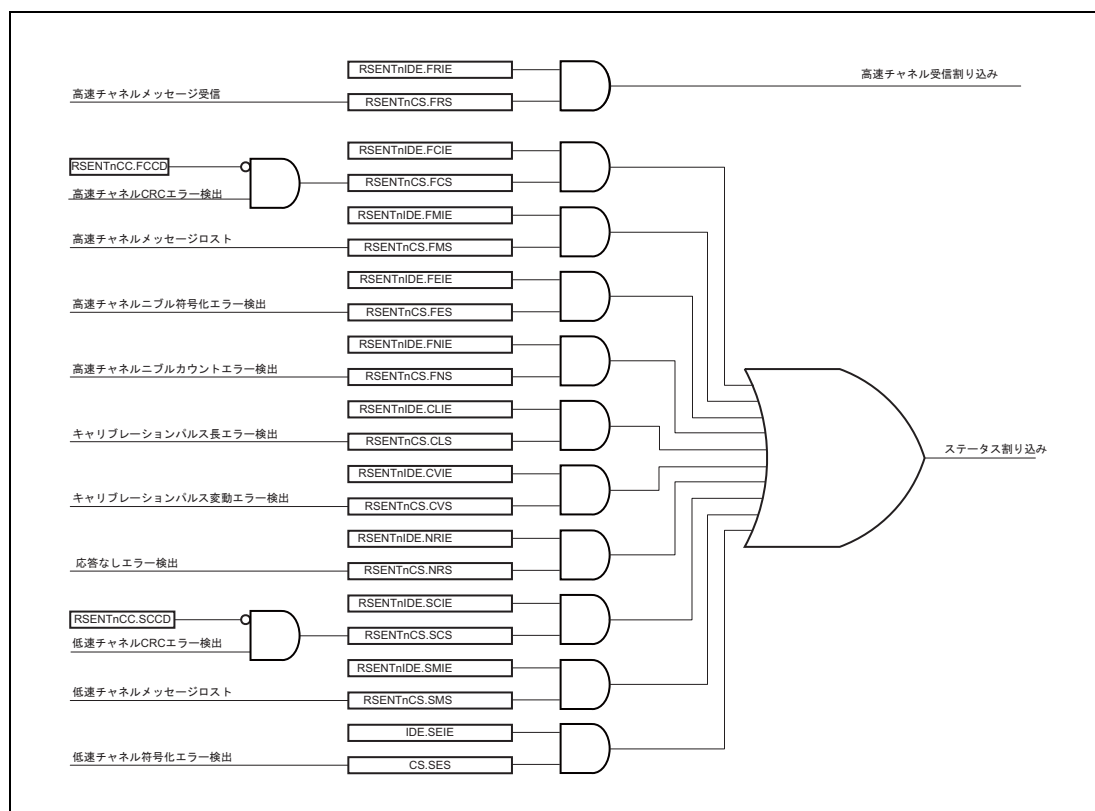 RSENTnIDE.FRIE
高速チャネル受信割り込み
高速チャネルメッセージ受信
RSENTnCS.FRS
RSENTnIDE.FCIE
RSENTnCC.FCCD
RSENTnCS.FCS
高速チャネルCRCエラー検出
RSENTnIDE.FMIE
高速チャネルメッセージロスト
RSENTnCS.FMS
RSENTnIDE.FEIE
高速チャネルニブル符号化エラー検出
RSENTnCS.FES
RSENTnIDE.FNIE
高速チャネルニブルカウントエラー検出
RSENTnCS.FNS
RSENTnIDE.CLIE
キャリブレーションパルス長エラー検出
RSENTnCS.CLS
ステータス割り込み
RSENTnIDE.CVIE
キャリブレーションパルス変動エラー検出
RSENTnCS.CVS
RSENTnIDE.NRIE
応答なしエラー検出
RSENTnCS.NRS
RSENTnIDE.SCIE
RSENTnCC.SCCD
RSENTnCS.SCS
低速チャネルCRCエラー検出
RSENTnIDE.SMIE
低速チャネルメッセージロスト
RSENTnCS.SMS
IDE.SEIE
低速チャネル符号化エラー検出
CS.SES